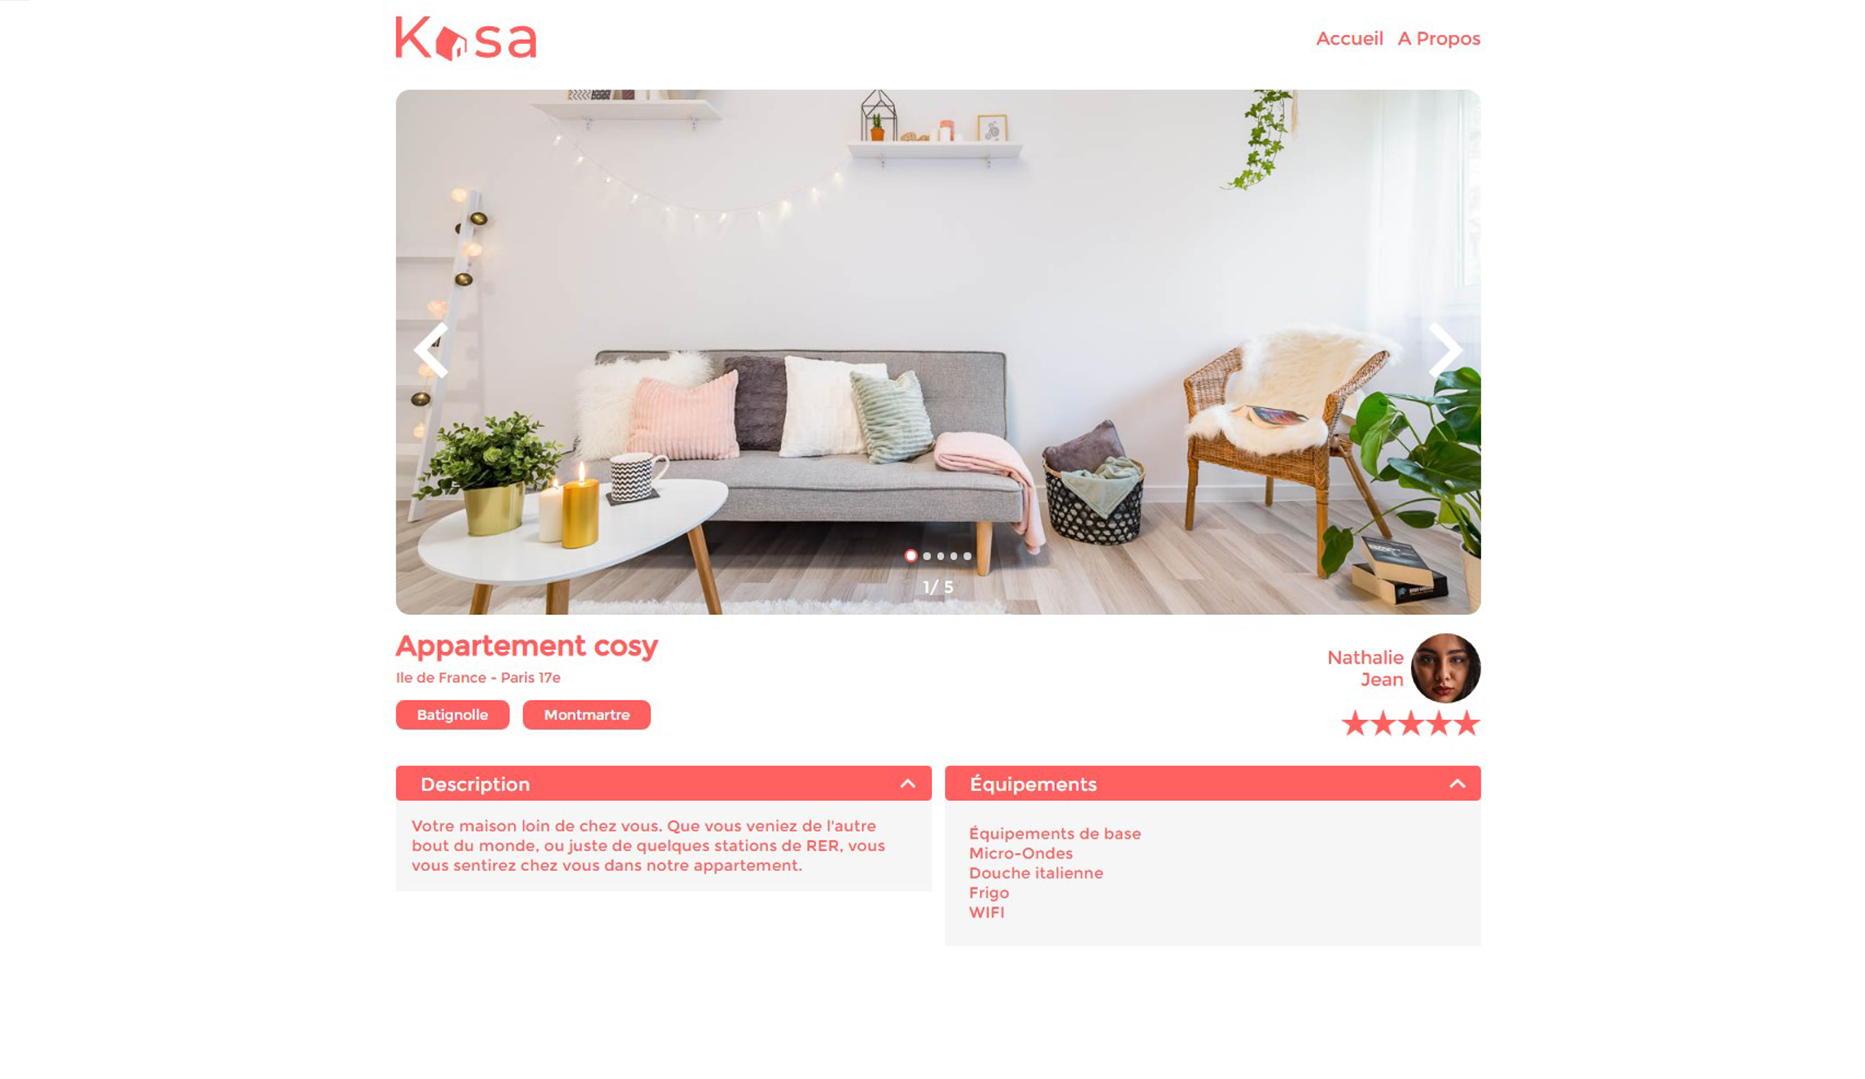 Kasa
Accueil A Propos
1/ 5
Appartement cosy
Ile de France - Paris 17e
Batignolle Montmartre
Nathalie
Jean
Description
Votre maison loin de chez vous. Que vous veniez de l'autre
bout du monde, ou juste de quelques stations de RER, vous
vous sentirez chez vous dans notre appartement.
Équipements
Équipements de base
Micro-Ondes
Douche italienne
Frigo
WIFI